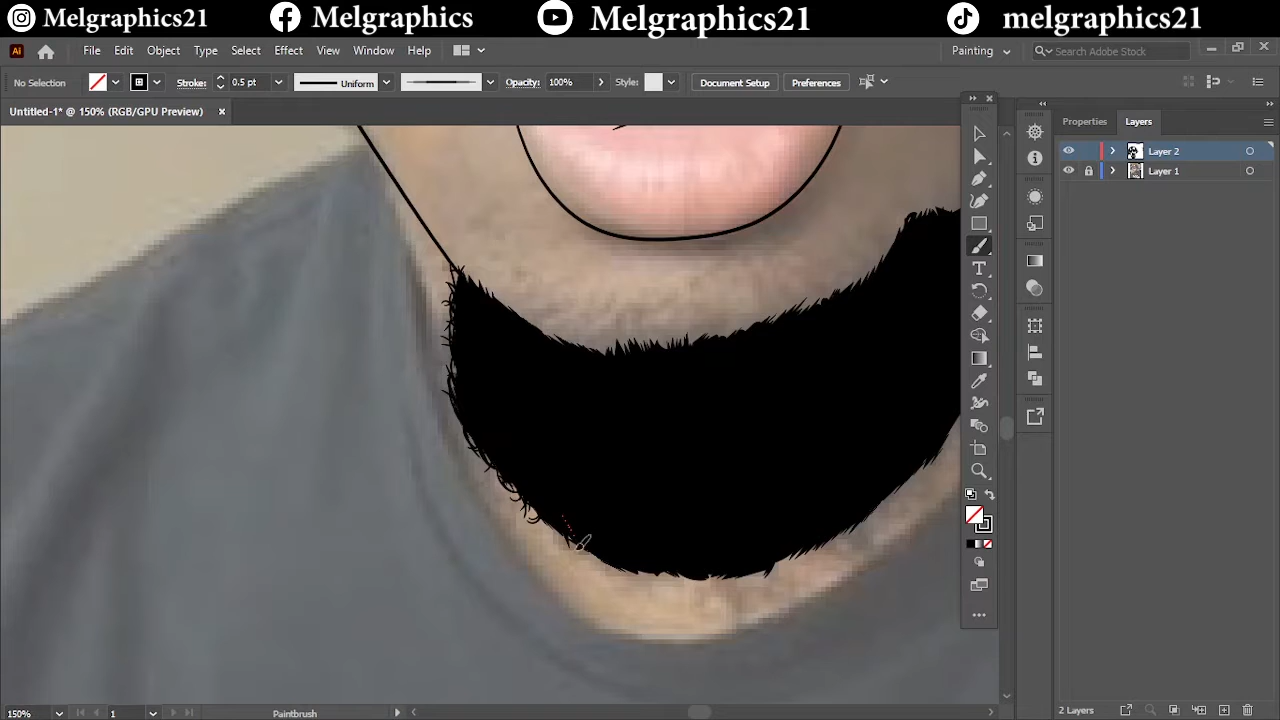 Melgraphics21
Melgraphics
Melgraphics21
melgraphics21
Ai
File Edit Object Type Select Effect View Window Help
Painting
Search Adobe Stock
No Selection
Stroke: 0.5 pt
Uniform
Opacity: 100%
Style:
Document Setup
Preferences
Untitled-1* @ 150% (RGB/GPU Preview)
Properties
Layers
Layer 2
Layer 1
150%
1
Paintbrush
2 Layers